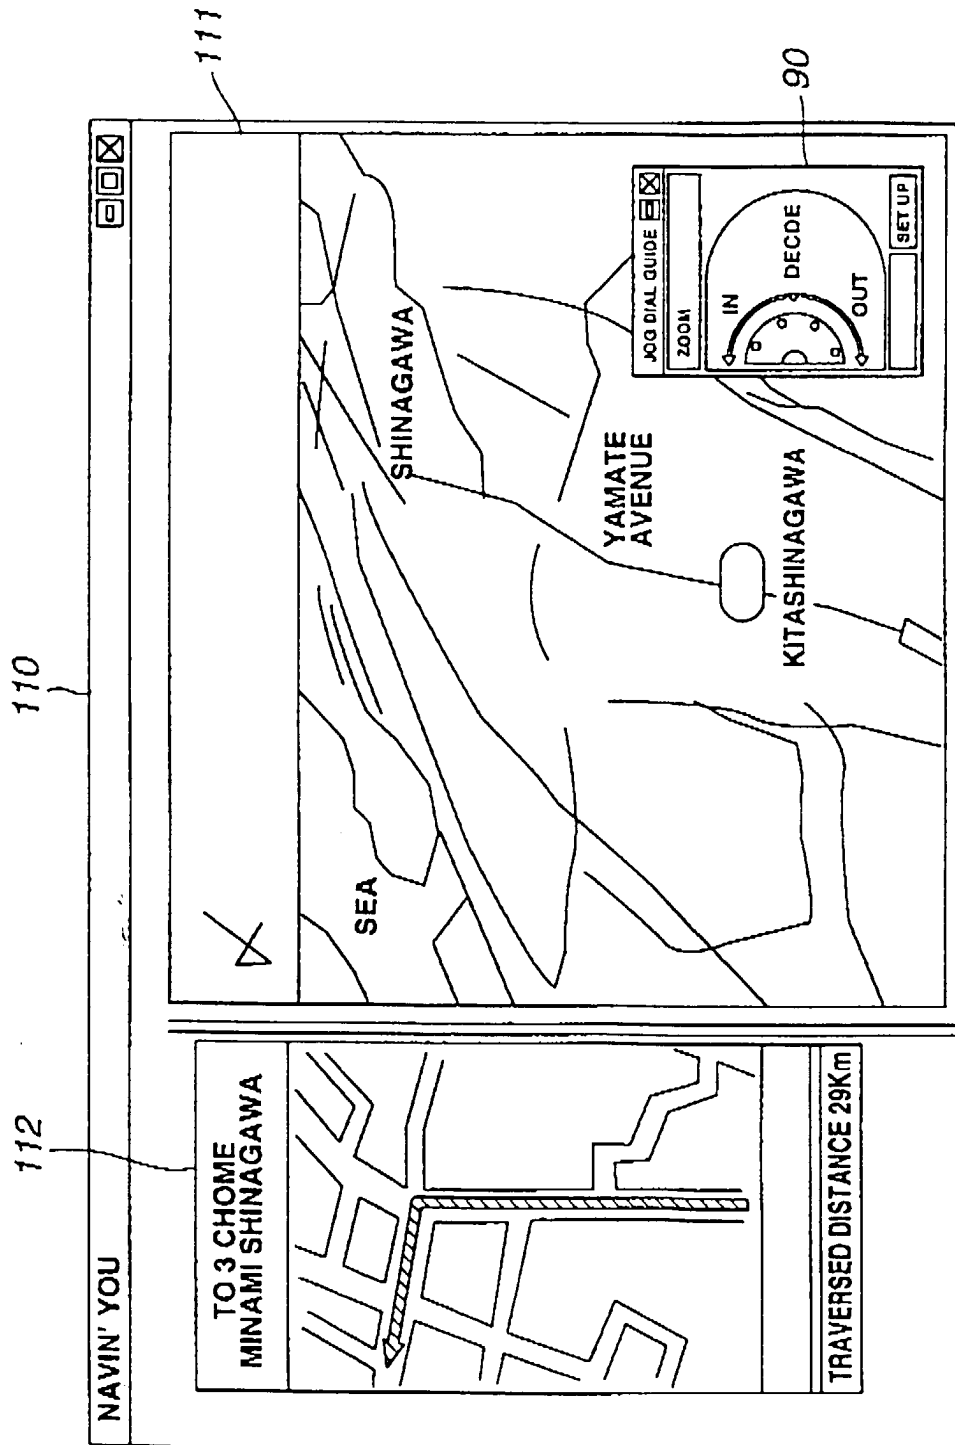 110
NAVIN' YOU
112
TO 3 CHOME
MINAMI SHINAGAWA
TRAVERSED DISTANCE 29Km
111
SEA
SHINAGAWA
YAMATE
AVENUE
KITASHINAGAWA
90
JOG DIAL GUIDE
ZOOM
IN
DECDE
OUT
SET UP